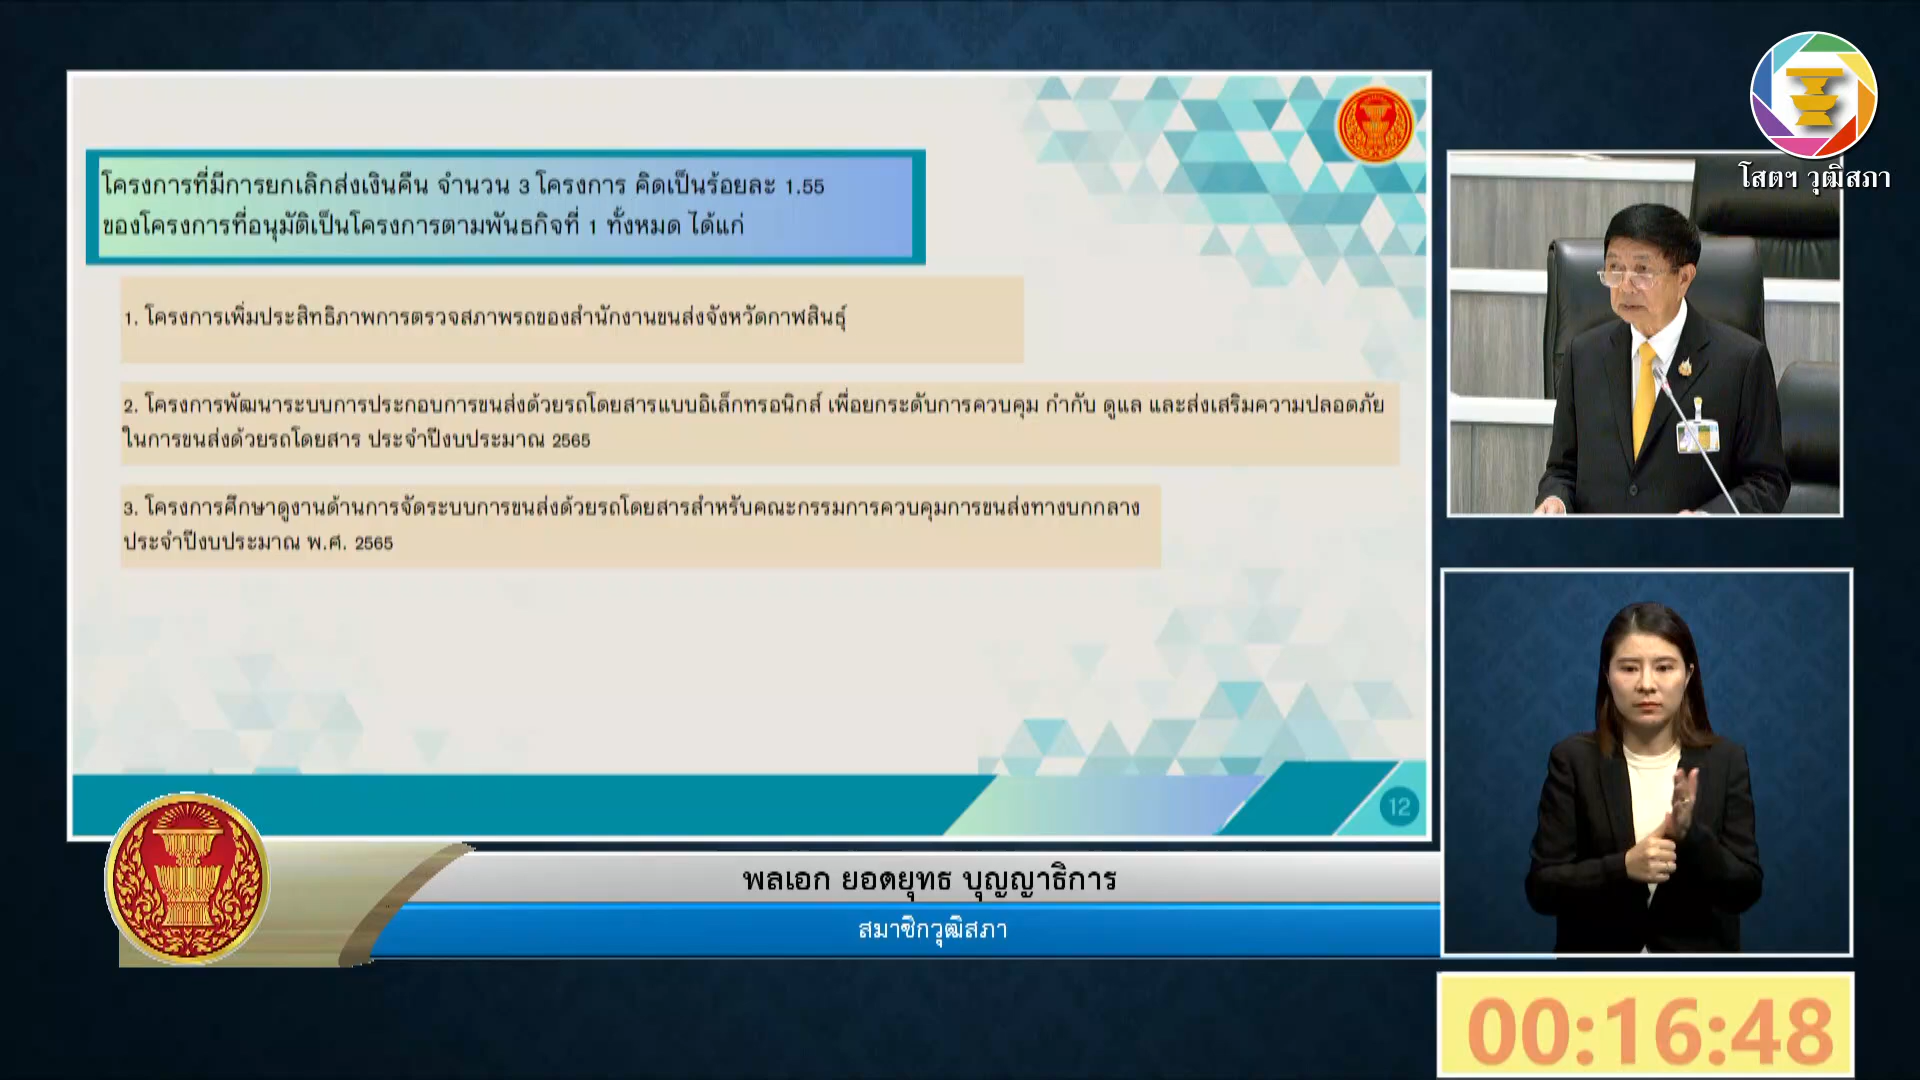 โสตฯ วุฒิสภา
โครงการที่มีการยกเลิกส่งเงินคืน จำนวน 3 โครงการ คิดเป็นร้อยละ 1.55
ของโครงการที่อนุมัติเป็นโครงการตามพันธกิจที่ 1 ทั้งหมด ได้แก่
1. โครงการเพิ่มประสิทธิภาพการตรวจสภาพรถของสำนักงานขนส่งจังหวัดกาฬสินธุ์
2. โครงการพัฒนาระบบการประกอบการขนส่งด้วยรถโดยสารแบบอิเล็กทรอนิกส์ เพื่อยกระดับการควบคุม กำกับ ดูแล และส่งเสริมความปลอดภัย
ในการขนส่งด้วยรถโดยสาร ประจำปีงบประมาณ 2565
3. โครงการศึกษาดูงานด้านการจัดระบบการขนส่งด้วยรถโดยสารสำหรับคณะกรรมการควบคุมการขนส่งทางบกกลาง
ประจำปีงบประมาณ พ.ศ. 2565
12
พลเอก ยอดยุทธ บุญญาธิการ
สมาชิกวุฒิสภา
00:16:48